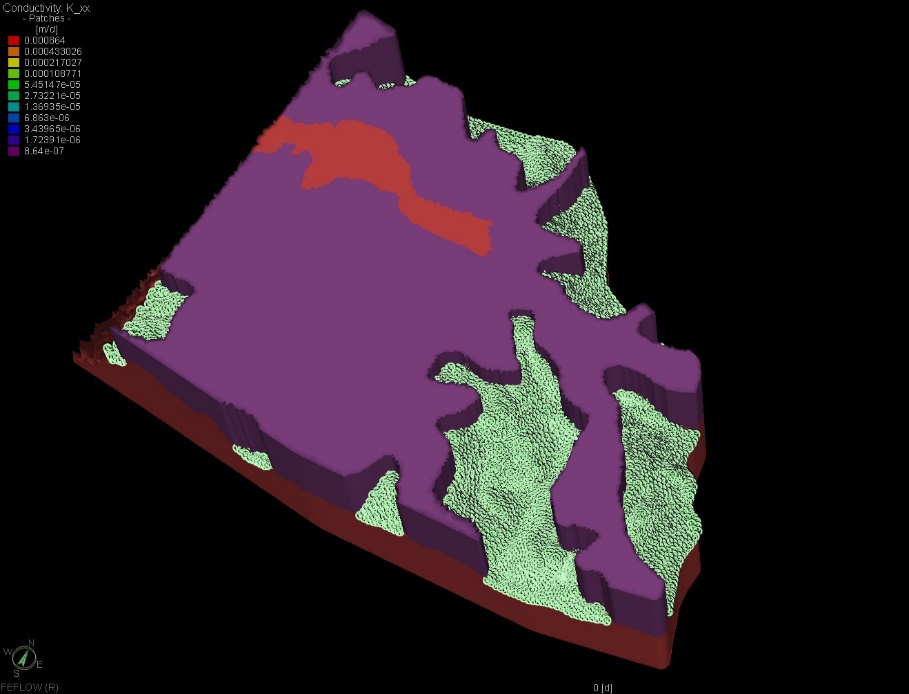 Conductivity: K_xx
- Patches -
[m/d]
0.000864
0.000433026
0.000217027
0.000108771
5.45147e-05
2.73221e-05
1.36935e-05
6.863e-06
3.43965e-06
1.72391e-06
8.64e-07
N
W
E
S
FEFLOW (R)
0 [d]